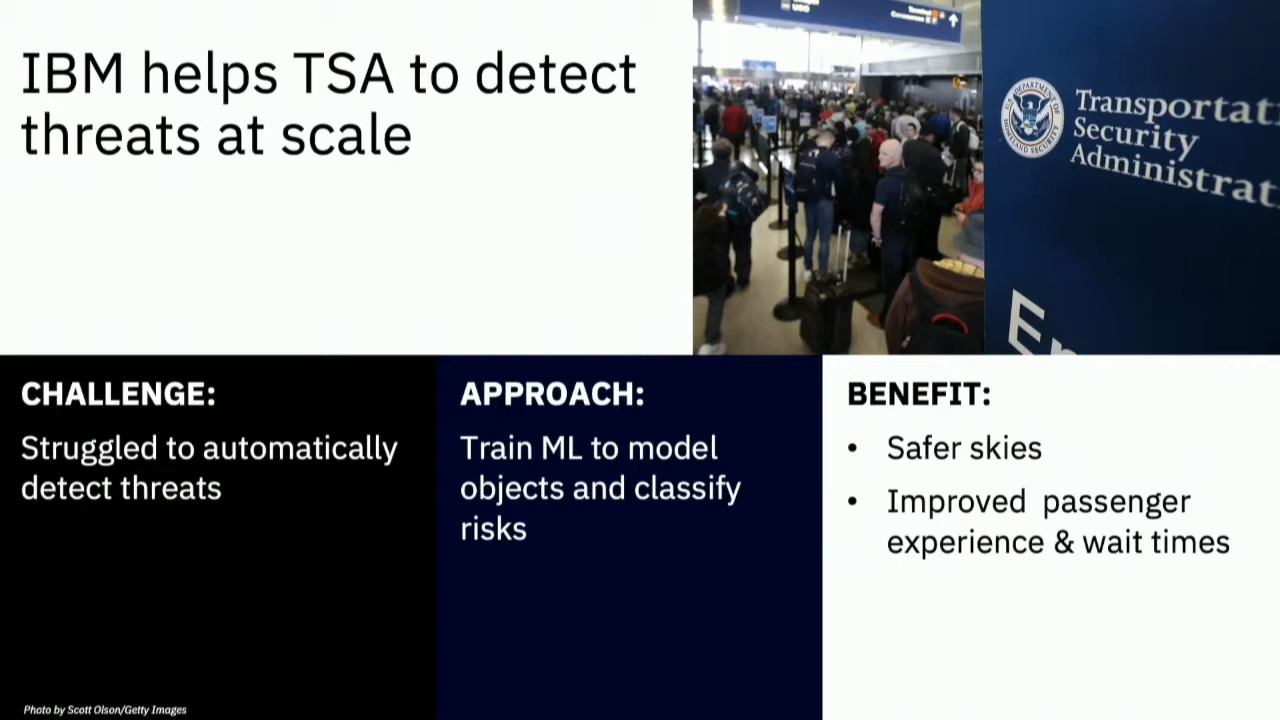 IBM helps TSA to detect
threats at scale
Transportat
Security
Administrat
CHALLENGE:
Struggled to automatically
detect threats
APPROACH:
Train ML to model
objects and classify
risks
BENEFIT:
• Safer skies
• Improved  passenger
experience & wait times
Photo by Scott Olson/Getty Images